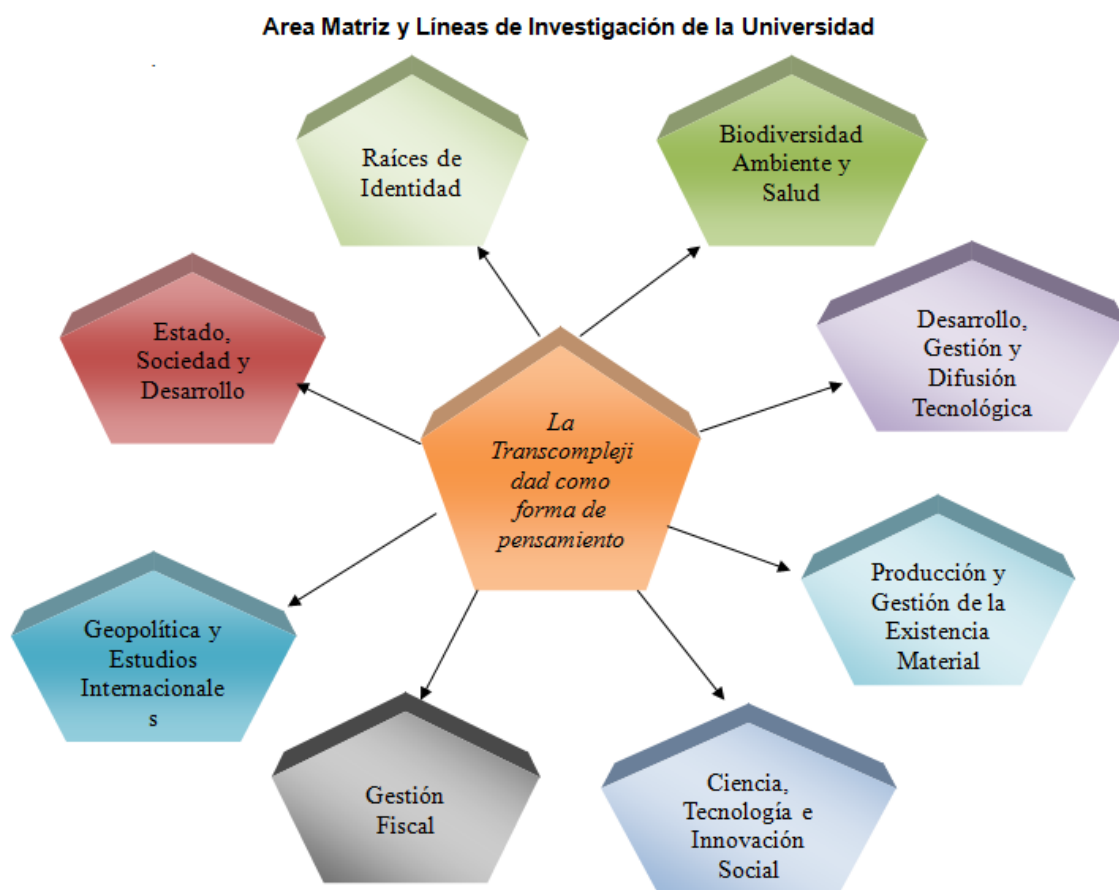 Area Matriz y Líneas de Investigación de la Universidad
Raíces de
Identidad
Biodiversidad
Ambiente y
Salud
Estado,
Sociedad y
Desarrollo
Desarrollo,
Gestión y
Difusión
Tecnológica
La
Transcompleji
dad como
forma de
pensamiento
Geopolítica y
Estudios
Internacionale
s
Producción y
Gestión de la
Existencia
Material
Gestión
Fiscal
Ciencia,
Tecnología e
Innovación
Social